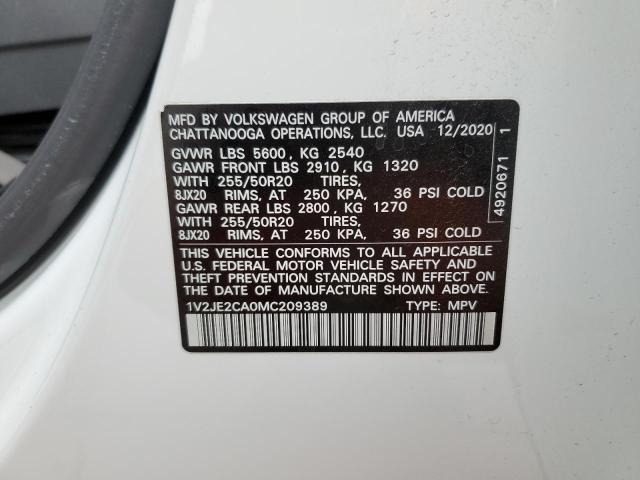 MFD BY VOLKSWAGEN GROUP OF AMERICA
CHATTANOOGA OPERATIONS, LLC. USA 12/2020
GVWR LBS 5600 , KG 2540
GAWR FRONT LBS 2910 , KG 1320
WITH 255/50R20 TIRES,
8JX20 RIMS, AT 250 KPA, 36 PSI COLD
GAWR REAR LBS 2800 , KG 1270
WITH 255/50R20 TIRES,
8JX20 RIMS, AT 250 KPA, 36 PSI COLD
THIS VEHICLE CONFORMS TO ALL APPLICABLE
U.S. FEDERAL MOTOR VEHICLE SAFETY AND
THEFT PREVENTION STANDARDS IN EFFECT ON
THE DATE OF MANUFACTURE SHOWN ABOVE.
1V2JE2CA0MC209389 TYPE: MPV
4920671 1